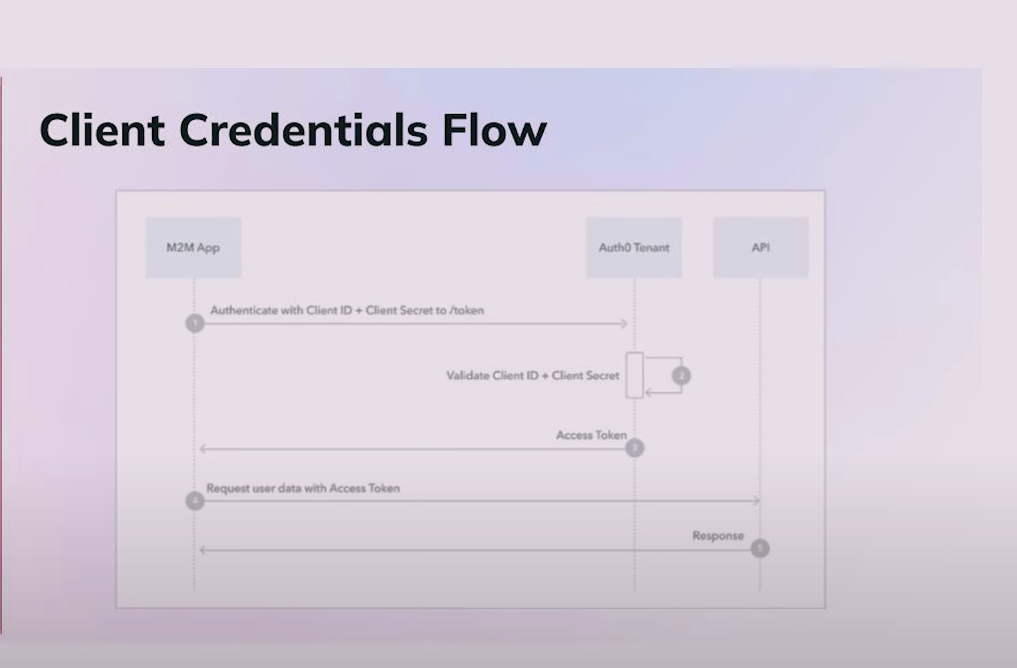 Client Credentials Flow
M2M App
Auth0 Tenant
API
Authenticate with Client ID + Client Secret to /token
1
Validate Client ID + Client Secret
2
Access Token
3
Request user data with Access Token
4
Response
5